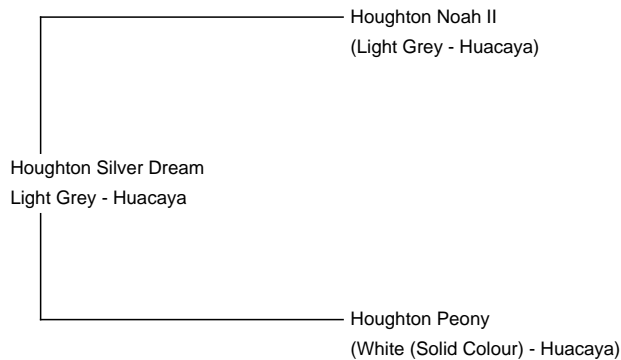 Houghton Noah II
(Light Grey - Huacaya)
Houghton Silver Dream
Light Grey - Huacaya
Houghton Peony
(White (Solid Colour) - Huacaya)